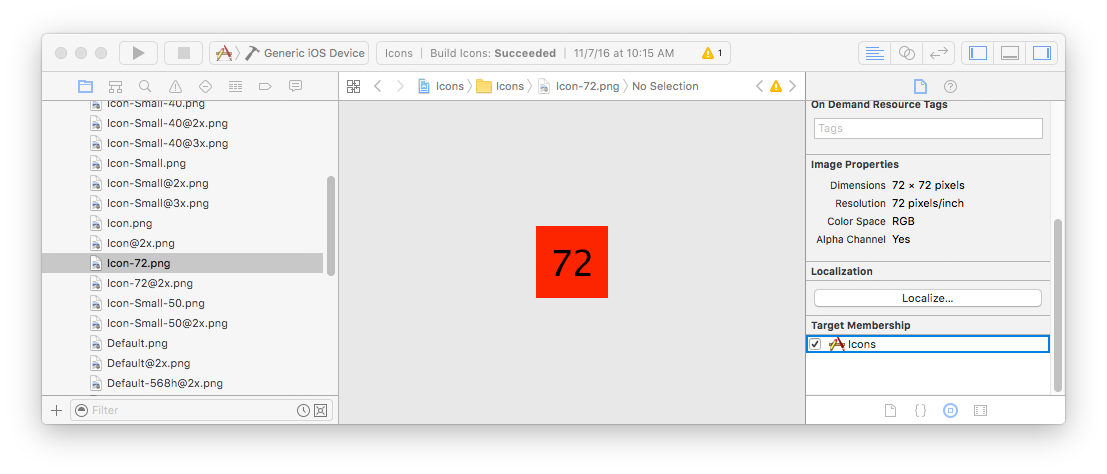 Generic iOS Device
Icons | Build Icons: Succeeded | 11/7/16 at 10:15 AM
1
Icons
Icons
Icon-72.png
No Selection
Icon-Small-40.png
Icon-Small-40@2x.png
Icon-Small-40@3x.png
Icon-Small.png
Icon-Small@2x.png
Icon-Small@3x.png
Icon.png
Icon@2x.png
Icon-72.png
Icon-72@2x.png
Icon-Small-50.png
Icon-Small-50@2x.png
Default.png
Default@2x.png
Default-568h@2x.png
Filter
72
On Demand Resource Tags
Tags
Image Properties
Dimensions 72 × 72 pixels
Resolution 72 pixels/inch
Color Space RGB
Alpha Channel Yes
Localization
Localize...
Target Membership
Icons